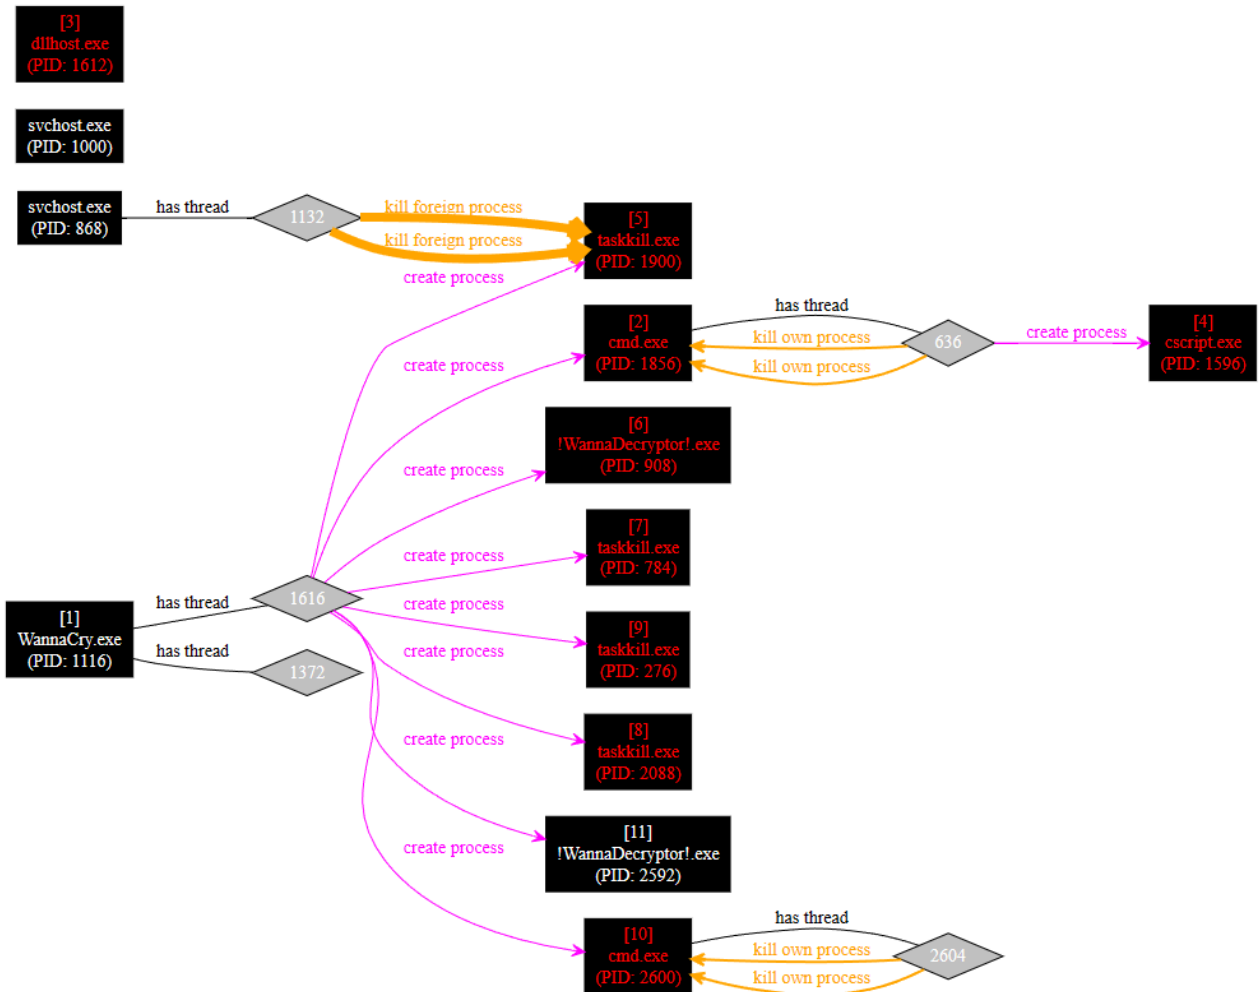 [3]
dllhost.exe
(PID: 1612)
svchost.exe
(PID: 1000)
svchost.exe
(PID: 868)
has thread
1132
kill foreign process
kill foreign process
[5]
taskkill.exe
(PID: 1900)
create process
[2]
cmd.exe
(PID: 1856)
create process
has thread
kill own process
kill own process
636
create process
[4]
cscript.exe
(PID: 1596)
[6]
!WannaDecryptor!.exe
(PID: 908)
create process
[7]
taskkill.exe
(PID: 784)
create process
[1]
WannaCry.exe
(PID: 1116)
has thread
1616
has thread
1372
create process
[9]
taskkill.exe
(PID: 276)
create process
[8]
taskkill.exe
(PID: 2088)
create process
[11]
!WannaDecryptor!.exe
(PID: 2592)
create process
[10]
cmd.exe
(PID: 2600)
has thread
kill own process
kill own process
2604